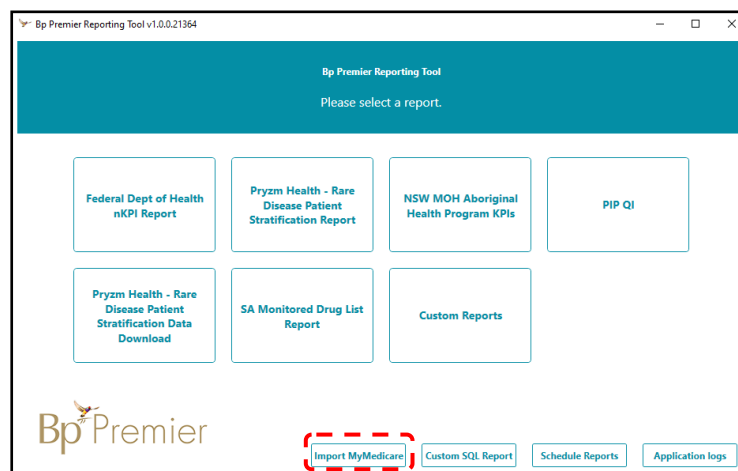 Bp Premier Reporting Tool v1.0.0.21364
Bp Premier Reporting Tool
Please select a report.
Federal Dept of Health
nKPI Report
Pryzm Health - Rare
Disease Patient
Stratification Report
NSW MOH Aboriginal
Health Program KPIs
PIP QI
Pryzm Health - Rare
Disease Patient
Stratification Data
Download
SA Monitored Drug List
Report
Custom Reports
Bp Premier
Import MyMedicare
Custom SQL Report
Schedule Reports
Application logs